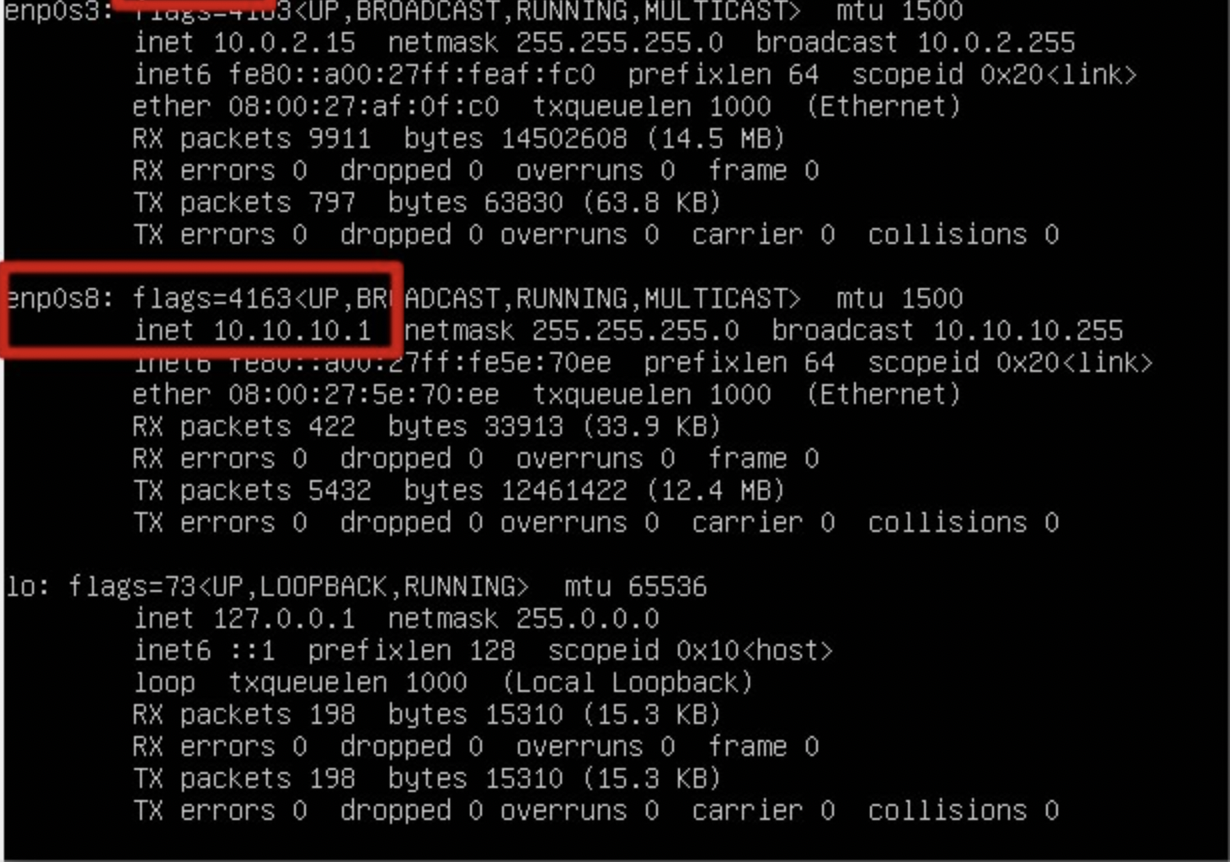 enp0s3: flags=4163<UP,BROADCAST,RUNNING,MULTICAST>  mtu 1500
        inet 10.0.2.15  netmask 255.255.255.0  broadcast 10.0.2.255
        inet6 fe80::a00:27ff:feaf:fc0  prefixlen 64  scopeid 0x20<link>
        ether 08:00:27:af:0f:c0  txqueuelen 1000  (Ethernet)
        RX packets 9911  bytes 14502608 (14.5 MB)
        RX errors 0  dropped 0  overruns 0  frame 0
        TX packets 797  bytes 63830 (63.8 KB)
        TX errors 0  dropped 0 overruns 0  carrier 0  collisions 0

enp0s8: flags=4163<UP,BROADCAST,RUNNING,MULTICAST>  mtu 1500
        inet 10.10.10.1  netmask 255.255.255.0  broadcast 10.10.10.255
        inet6 fe80::a00:27ff:fe5e:70ee  prefixlen 64  scopeid 0x20<link>
        ether 08:00:27:5e:70:ee  txqueuelen 1000  (Ethernet)
        RX packets 422  bytes 33913 (33.9 KB)
        RX errors 0  dropped 0  overruns 0  frame 0
        TX packets 5432  bytes 12461422 (12.4 MB)
        TX errors 0  dropped 0 overruns 0  carrier 0  collisions 0

lo: flags=73<UP,LOOPBACK,RUNNING>  mtu 65536
        inet 127.0.0.1  netmask 255.0.0.0
        inet6 ::1  prefixlen 128  scopeid 0x10<host>
        loop  txqueuelen 1000  (Local Loopback)
        RX packets 198  bytes 15310 (15.3 KB)
        RX errors 0  dropped 0  overruns 0  frame 0
        TX packets 198  bytes 15310 (15.3 KB)
        TX errors 0  dropped 0 overruns 0  carrier 0  collisions 0